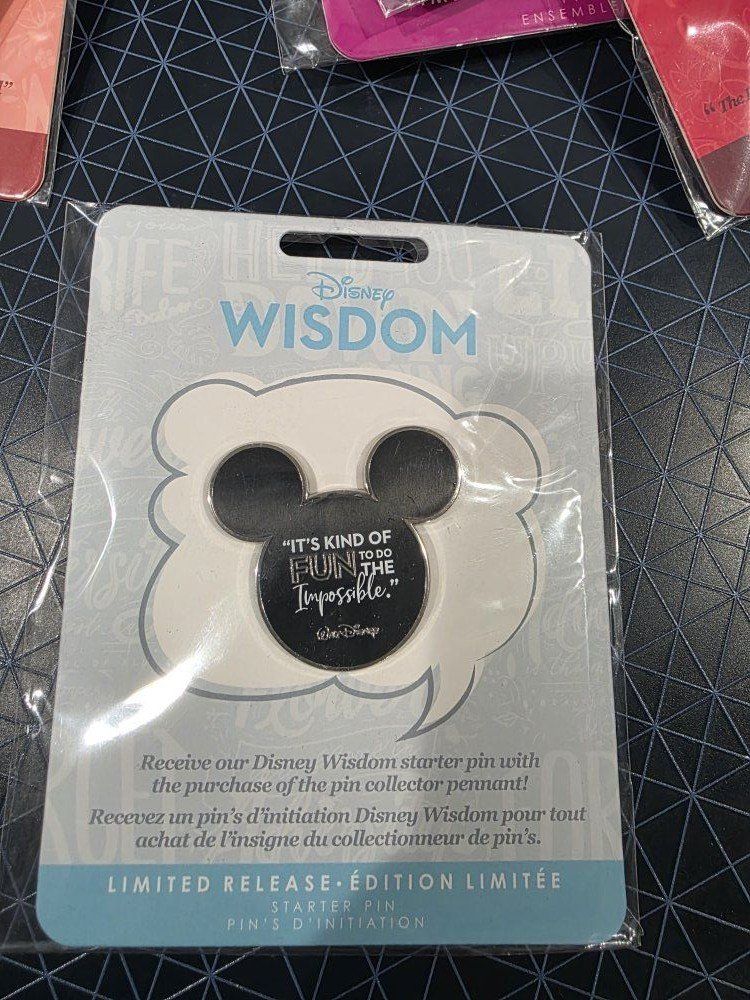 ENSEMBLE
"The
Disney
WISDOM
"IT'S KIND OF
FUN TO DO
THE
Impossible."
Walt Disney
Receive our Disney Wisdom starter pin with
the purchase of the pin collector pennant!
Recevez un pin's d'initiation Disney Wisdom pour tout
achat de l'insigne du collectionneur de pin's.
LIMITED RELEASE • ÉDITION LIMITÉE
STARTER PIN
PIN'S D'INITIATION